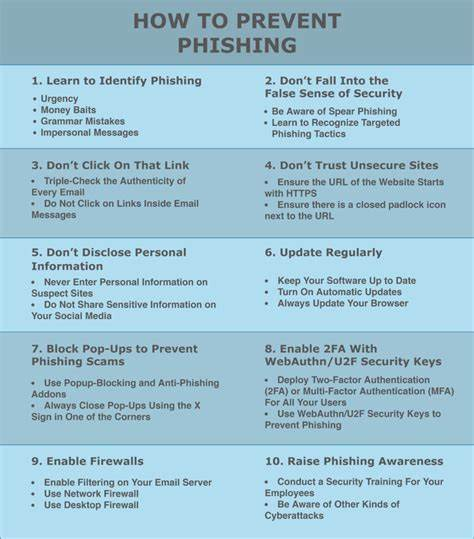 HOW TO PREVENT
PHISHING
1. Learn to Identify Phishing
• Urgency
• Money Baits
• Grammar Mistakes
• Impersonal Messages
2. Don't Fall Into the
False Sense of Security
• Be Aware of Spear Phishing
• Learn to Recognize Targeted
Phishing Tactics
3. Don't Click On That Link
• Triple-Check the Authenticity of
Every Email
• Do Not Click on Links Inside Email
Messages
4. Don't Trust Unsecure Sites
• Ensure the URL of the Website Starts
with HTTPS
• Ensure there is a closed padlock icon
next to the URL
5. Don't Disclose Personal
Information
• Never Enter Personal Information on
Suspect Sites
• Do Not Share Sensitive Information on
Your Social Media
6. Update Regularly
• Keep Your Software Up to Date
• Turn On Automatic Updates
• Always Update Your Browser
7. Block Pop-Ups to Prevent
Phishing Scams
• Use Popup-Blocking and Anti-Phishing
Addons
• Always Close Pop-Ups Using the X
Sign in One of the Corners
8. Enable 2FA With
WebAuthn/U2F Security Keys
• Deploy Two-Factor Authentication
(2FA) or Multi-Factor Authentication (MFA)
For All Your Users
• Use WebAuthn/U2F Security Keys to
Prevent Phishing
9. Enable Firewalls
• Enable Filtering on Your Email Server
• Use Network Firewall
• Use Desktop Firewall
10. Raise Phishing Awareness
• Conduct a Security Training For Your
Employees
• Be Aware of Other Kinds of
Cyberattacks